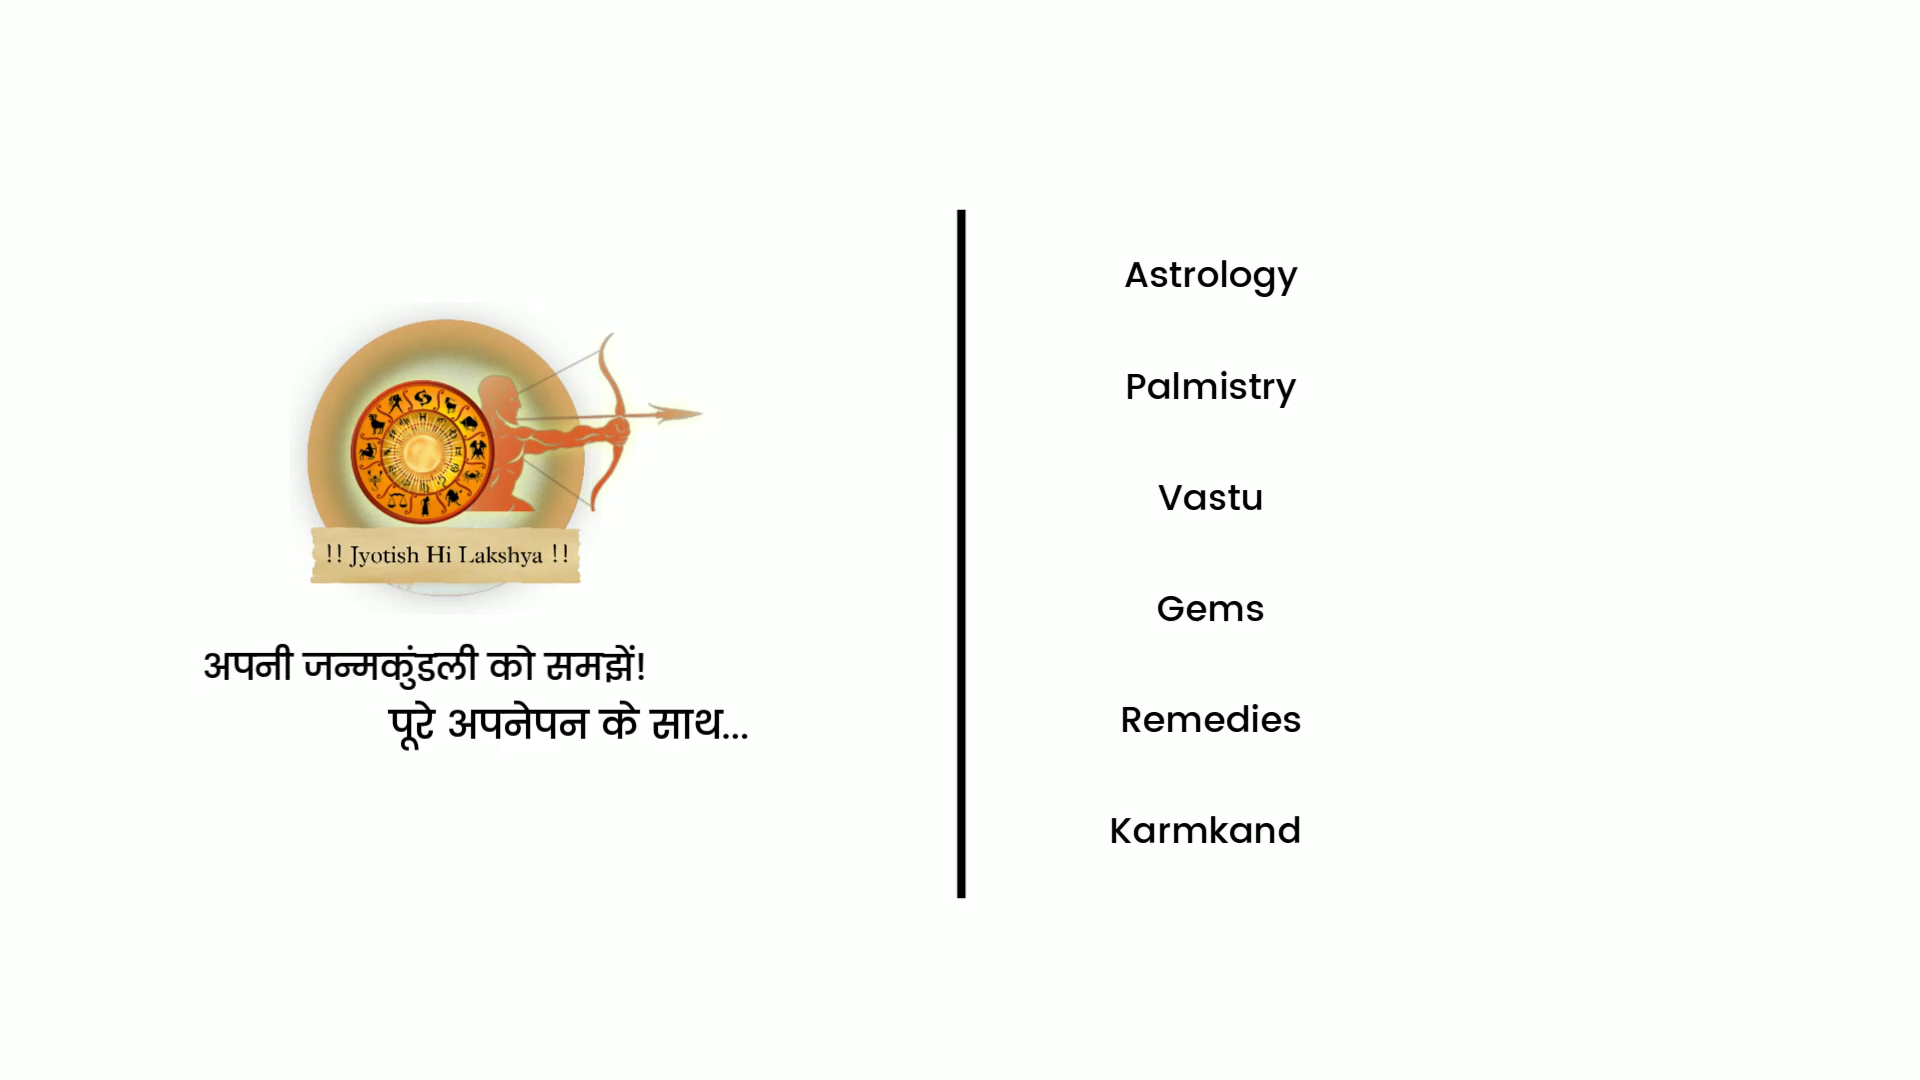 !! Jyotish Hi Lakshya !!
अपनी जन्मकुंडली को समझें!
पूरे अपनेपन के साथ...
Astrology
Palmistry
Vastu
Gems
Remedies
Karmkand